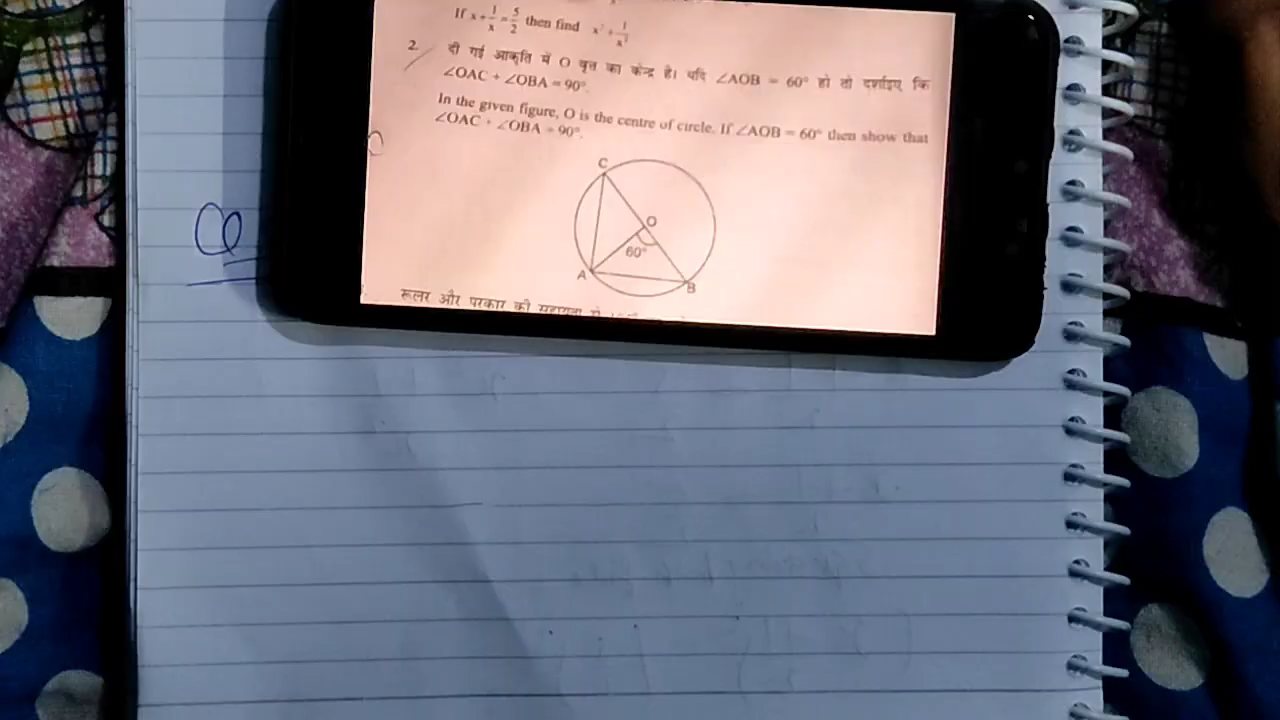 If x + 1/x = 5/2 then find x² + 1/x²
2. दी गई आकृति में O वृत्त का केन्द्र है। यदि ∠AOB = 60° हो तो दर्शाइए कि
∠OAC + ∠OBA = 90°.
In the given figure, O is the centre of circle. If ∠AOB = 60° then show that
∠OAC + ∠OBA = 90°.
C
O
60°
A
B
रूलर और परकार की सहायता से
Q